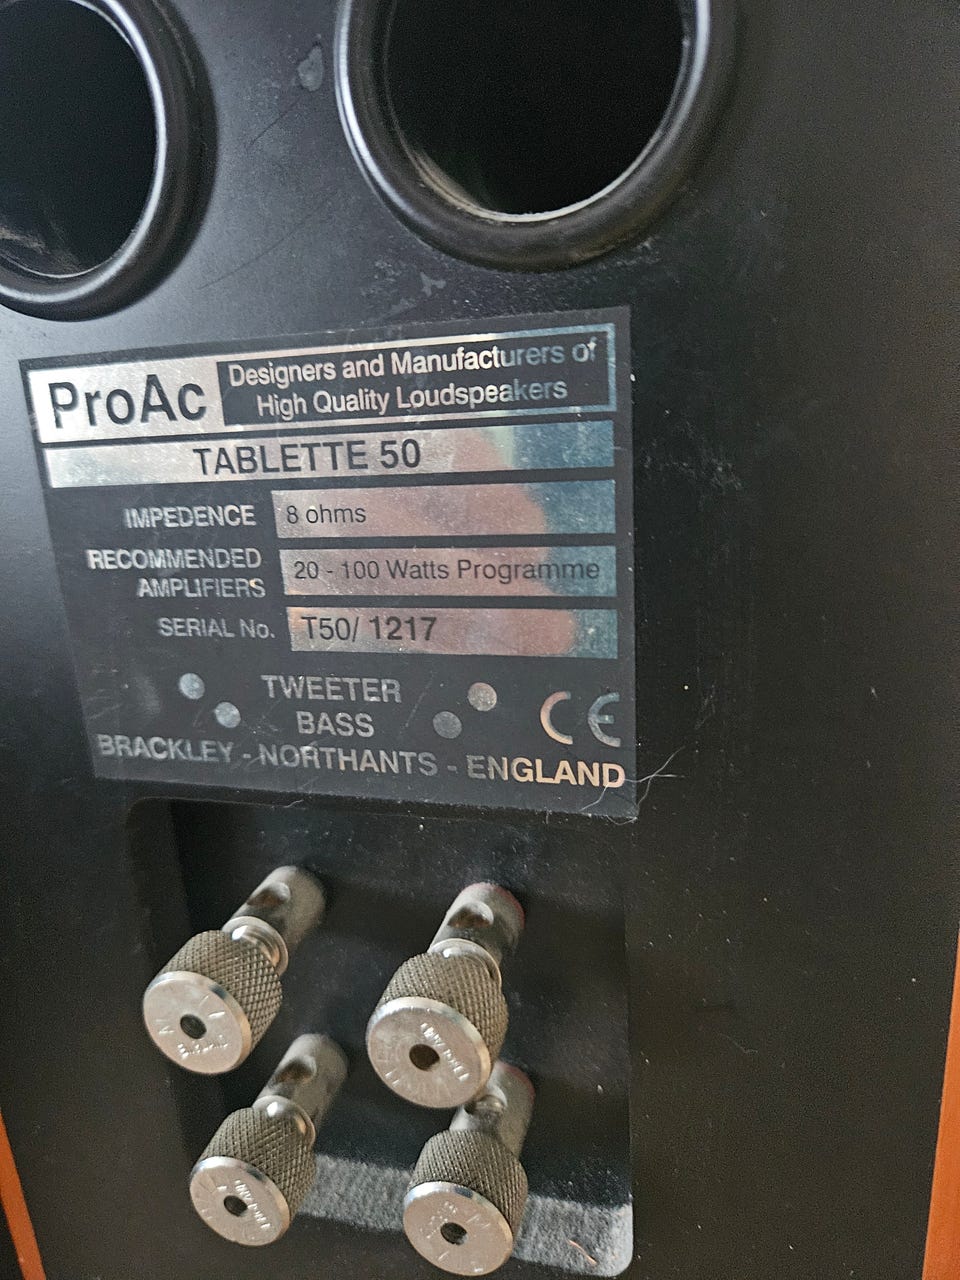 ProAc
Designers and Manufacturers of
High Quality Loudspeakers
TABLETTE 50
IMPEDENCE 8 ohms
RECOMMENDED
AMPLIFIERS 20 - 100 Watts Programme
SERIAL No. T50/ 1217
TWEETER
BASS
CE
BRACKLEY - NORTHANTS - ENGLAND
ENGLAND